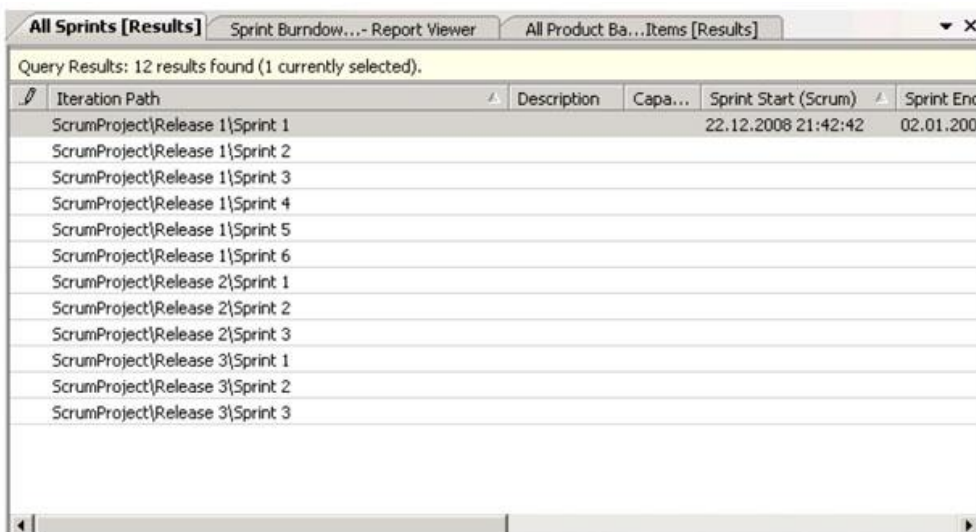 All Sprints [Results] Sprint Burndow...- Report Viewer All Product Ba...Items [Results]
Query Results: 12 results found (1 currently selected).
Iteration Path Description Capa... Sprint Start (Scrum) Sprint End
ScrumProject\Release 1\Sprint 1 22.12.2008 21:42:42 02.01.200
ScrumProject\Release 1\Sprint 2
ScrumProject\Release 1\Sprint 3
ScrumProject\Release 1\Sprint 4
ScrumProject\Release 1\Sprint 5
ScrumProject\Release 1\Sprint 6
ScrumProject\Release 2\Sprint 1
ScrumProject\Release 2\Sprint 2
ScrumProject\Release 2\Sprint 3
ScrumProject\Release 3\Sprint 1
ScrumProject\Release 3\Sprint 2
ScrumProject\Release 3\Sprint 3